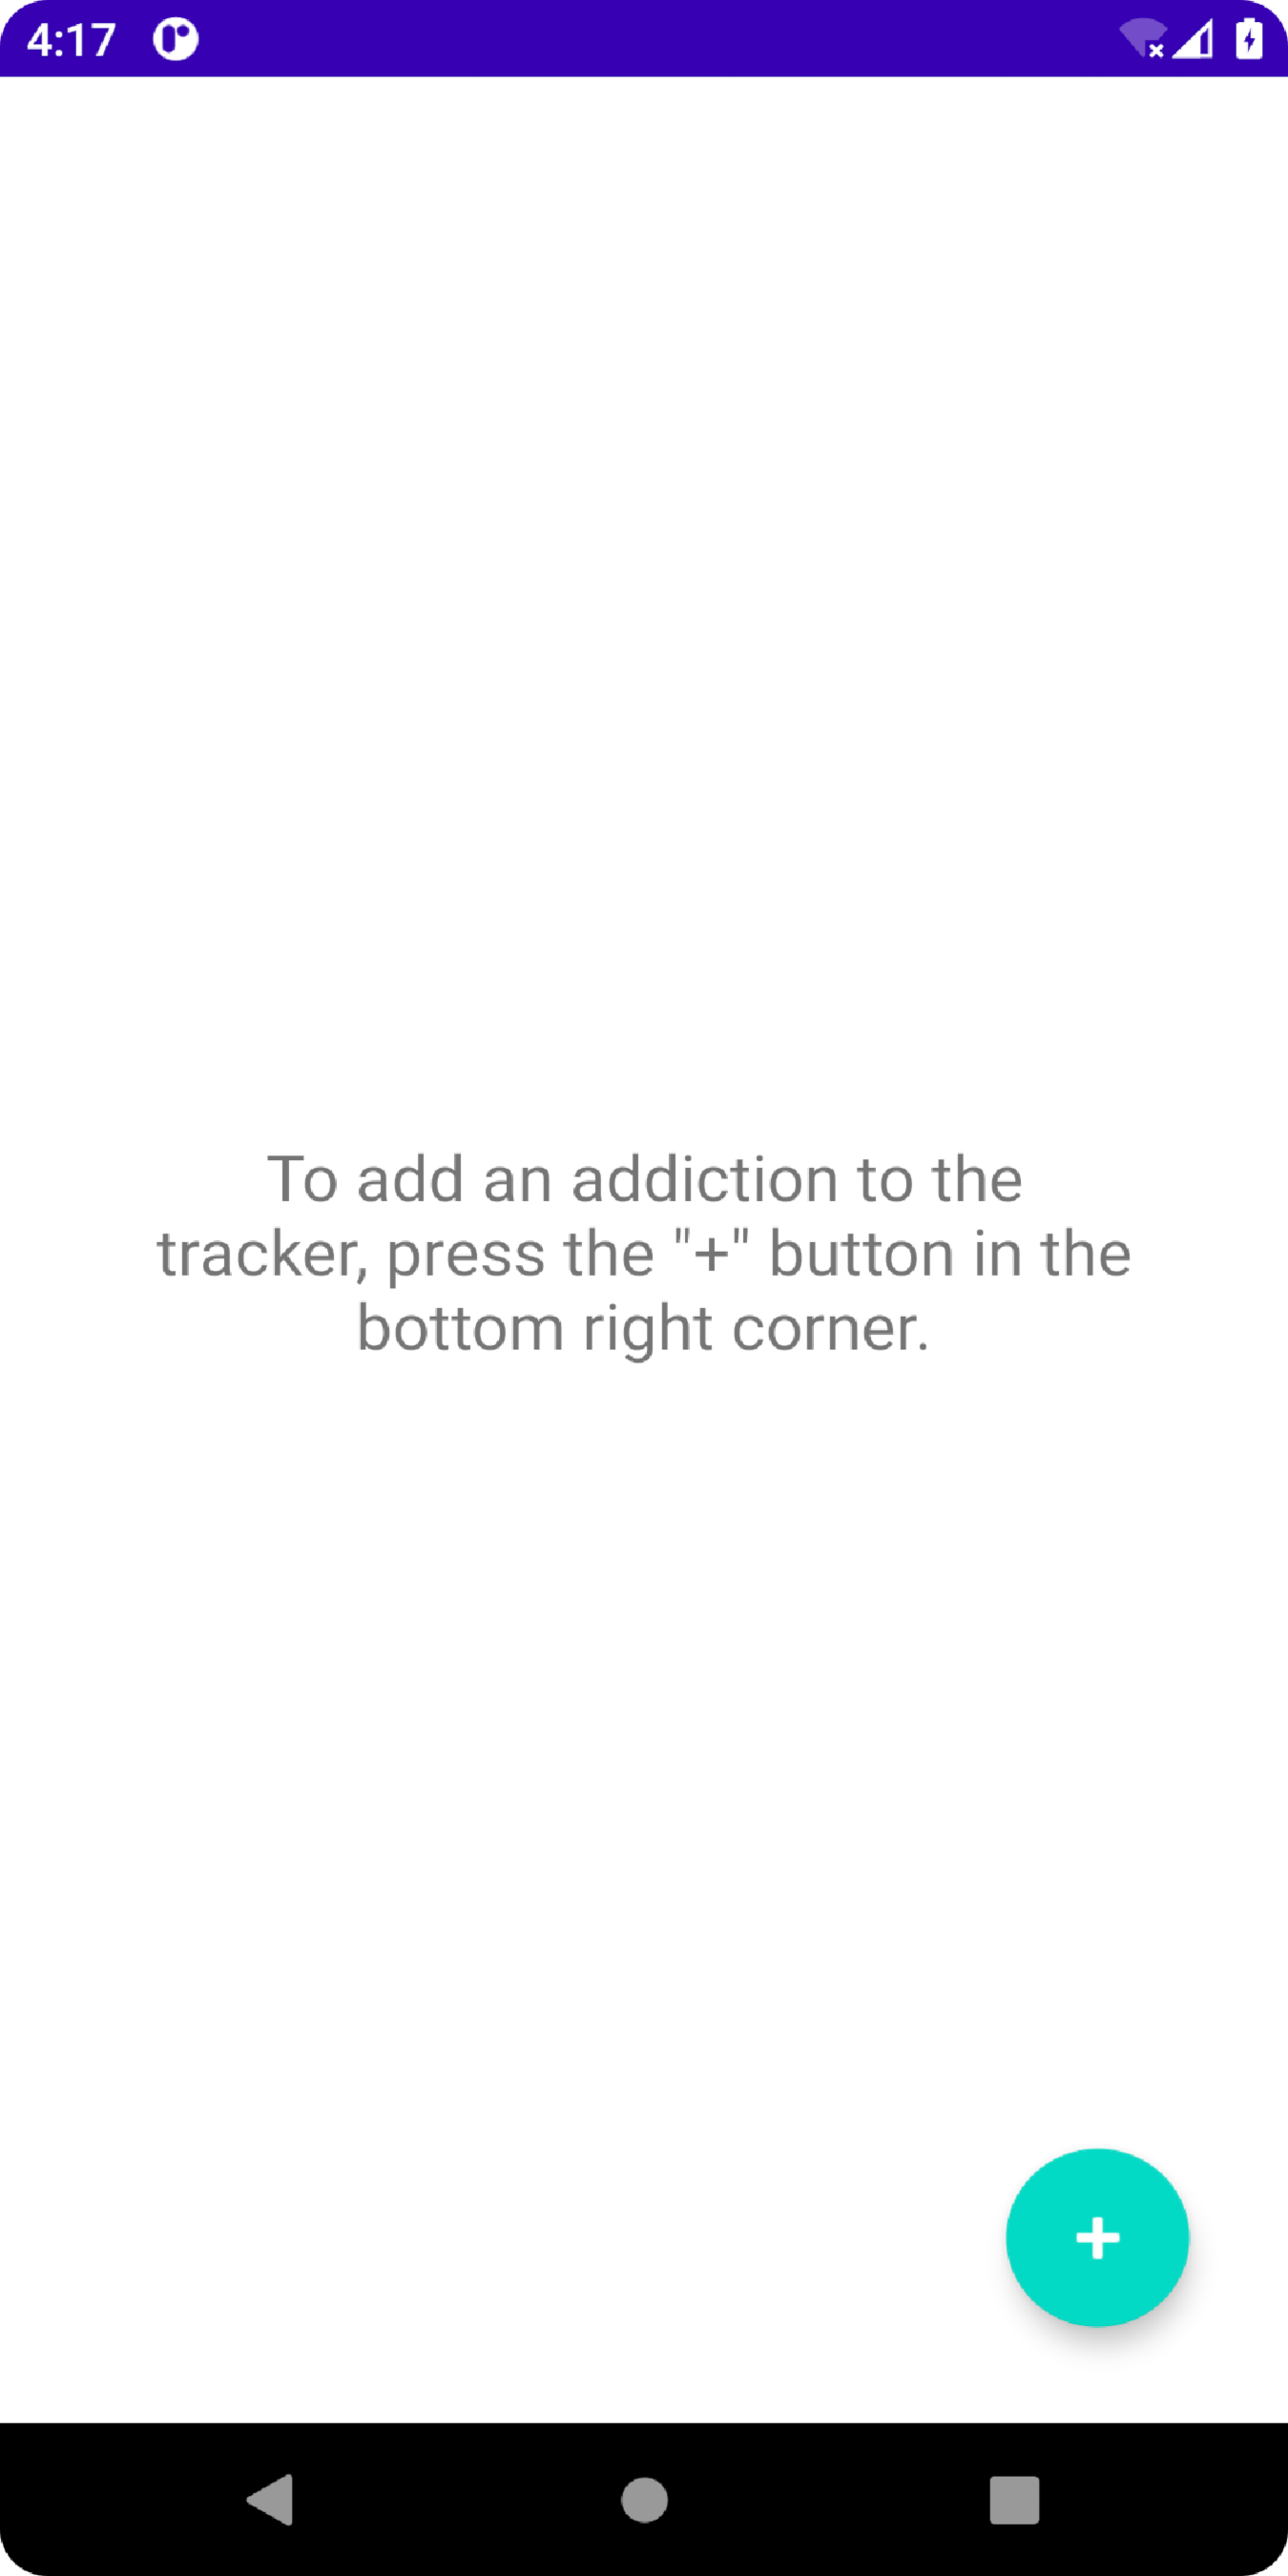 4:17
To add an addiction to the
tracker, press the "+" button in the
bottom right corner.
+